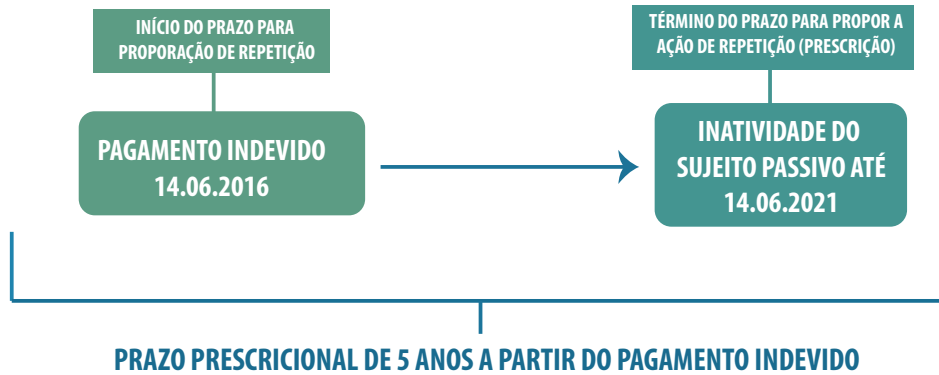 INÍCIO DO PRAZO PARA
PROPORAÇÃO DE REPETIÇÃO
PAGAMENTO INDEVIDO
14.06.2016
TÉRMINO DO PRAZO PARA PROPOR A
AÇÃO DE REPETIÇÃO (PRESCRIÇÃO)
INATIVIDADE DO
SUJEITO PASSIVO ATÉ
14.06.2021
PRAZO PRESCRICIONAL DE 5 ANOS A PARTIR DO PAGAMENTO INDEVIDO